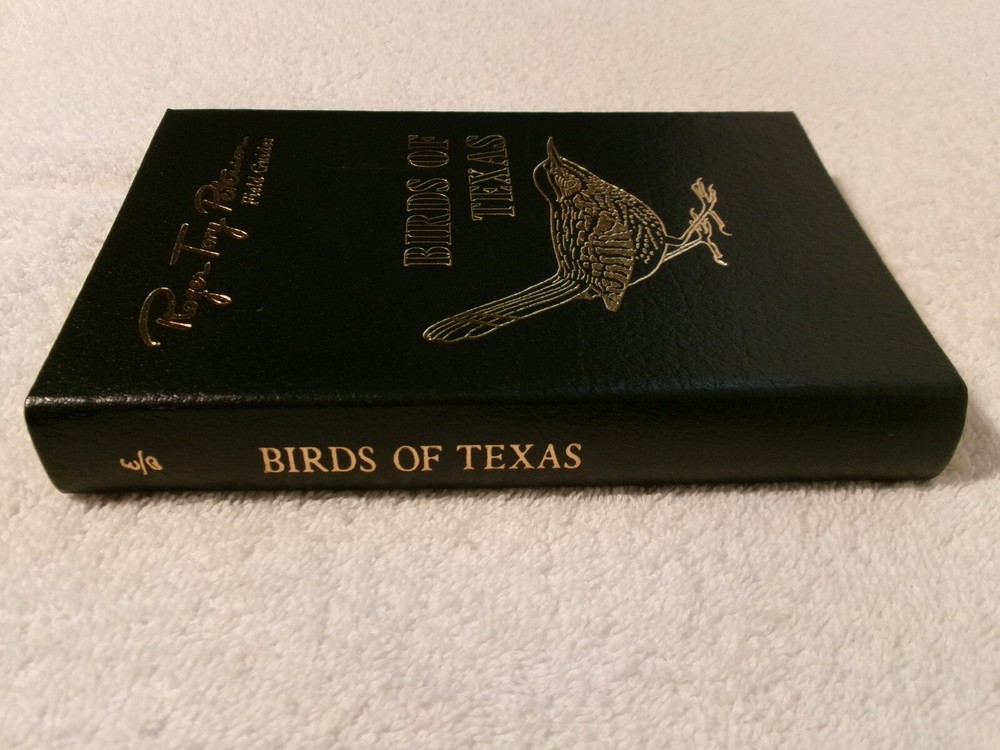 Roger Tory Peterson
Field Guides
BIRDS OF
TEXAS
BIRDS OF TEXAS